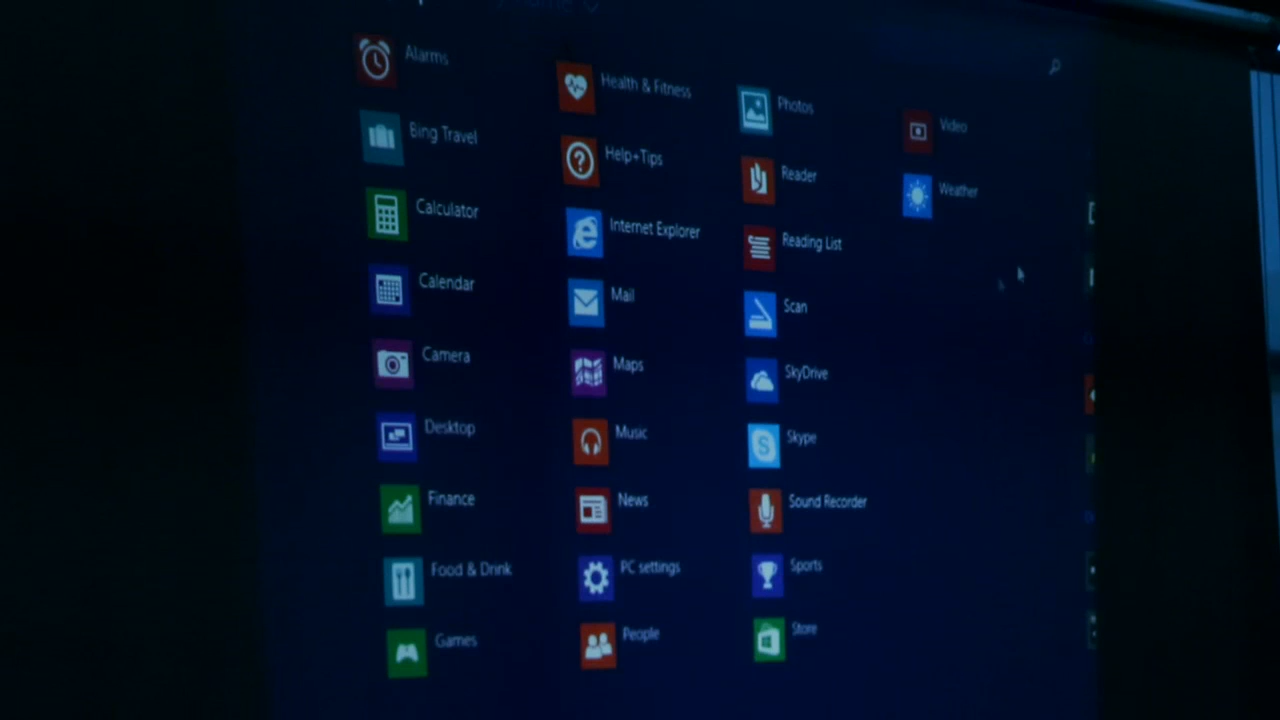 Alarms
Bing Travel
Calculator
Calendar
Camera
Desktop
Finance
Food & Drink
Games
Health & Fitness
Help+Tips
Internet Explorer
Mail
Maps
Music
News
PC settings
People
Photos
Reader
Reading List
Scan
SkyDrive
Skype
Sound Recorder
Sports
Store
Video
Weather